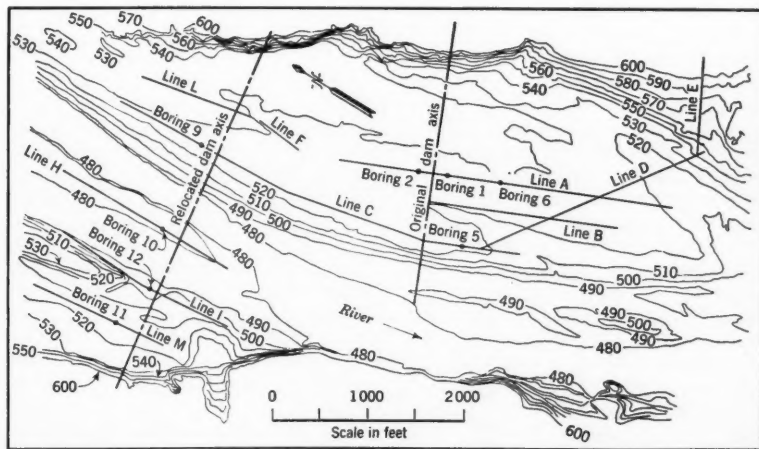 600
550
570
560
540
540
530
530
Line L
Boring 9
Line F
480
Line H
480
Relocated dam axis
Boring 10
Boring 12
510
530
520
Boring 11
520
530
Line M
Line I
550
540
600
520
510
500
490
480
480
490
500
480
Line C
River
Original dam axis
Boring 2
Boring 1
Boring 6
Line A
Line B
Boring 5
Line D
Line E
560
540
600
590
580
570
550
530
520
510
500
490
490
490
500
490
480
480
600
0 1000 2000
Scale in feet